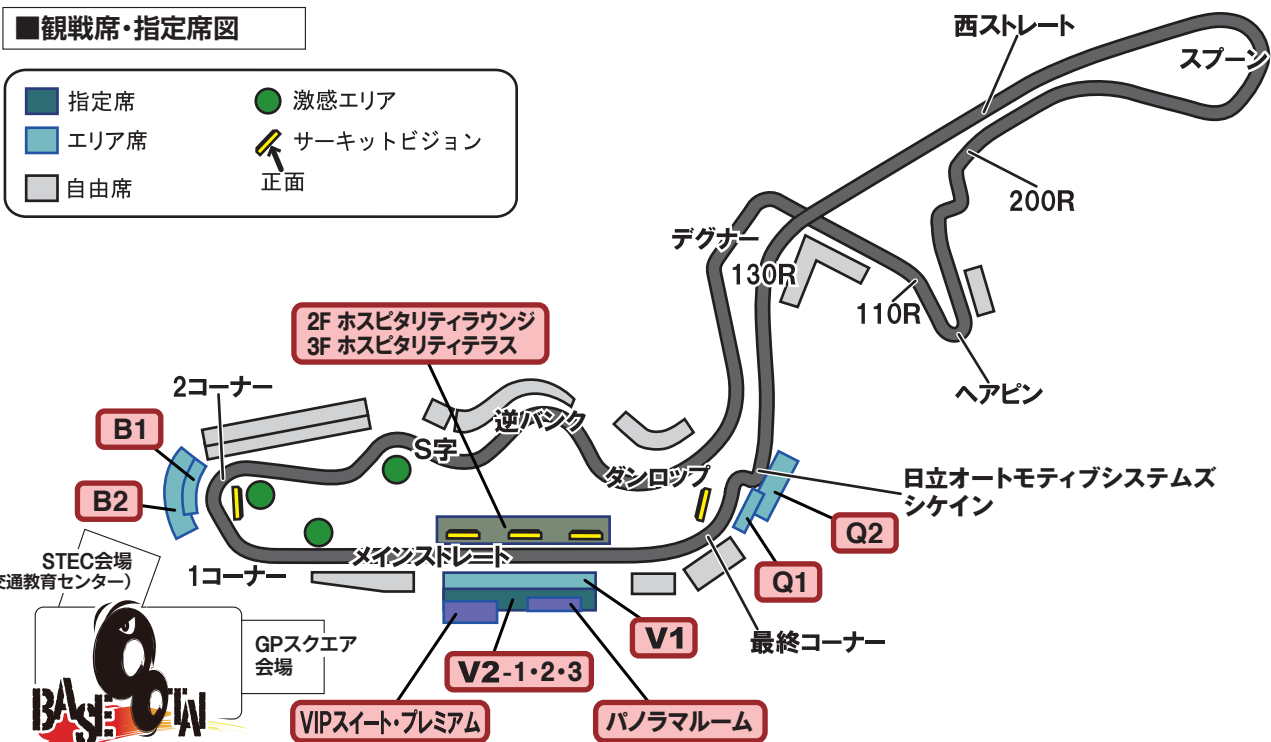 ■観戦席・指定席図
指定席
エリア席
自由席
激感エリア
サーキットビジョン
正面
西ストレート
スプーン
200R
デグナー
130R
110R
ヘアピン
2F ホスピタリティラウンジ
3F ホスピタリティテラス
2コーナー
逆バンク
S字
ダンロップ
B1
B2
日立オートモティブシステムズ
シケイン
Q2
Q1
メインストレート
1コーナー
STEC会場
交通教育センター）
GPスクエア
会場
V1
最終コーナー
V2-1・2・3
VIPスイート・プレミアム
パノラマルーム
BASE 8TAI